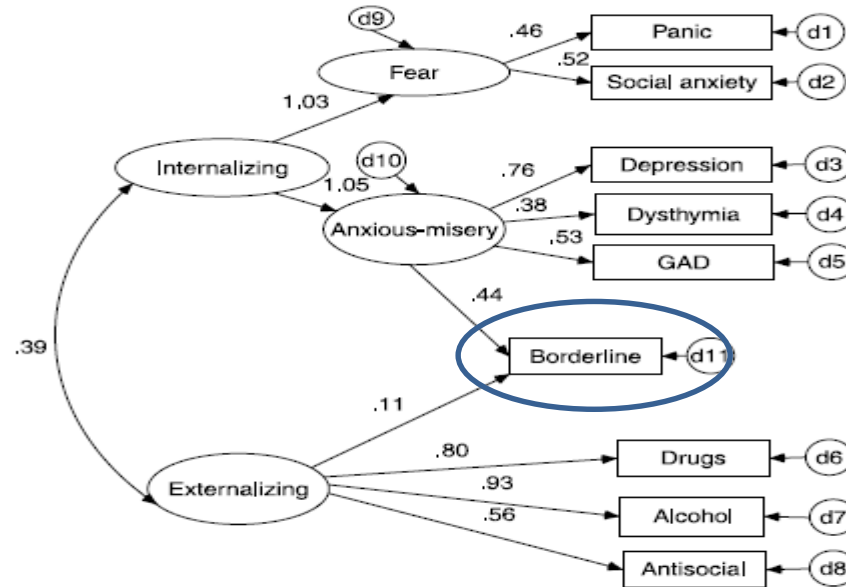 d9
.46
Panic
d1
Fear
.52
Social anxiety
d2
1.03
Internalizing
d10
1.05
.76
Depression
d3
Anxious-misery
.38
Dysthymia
d4
.53
GAD
d5
.44
.39
Borderline
d11
.11
.80
Drugs
d6
Externalizing
.93
Alcohol
d7
.56
Antisocial
d8